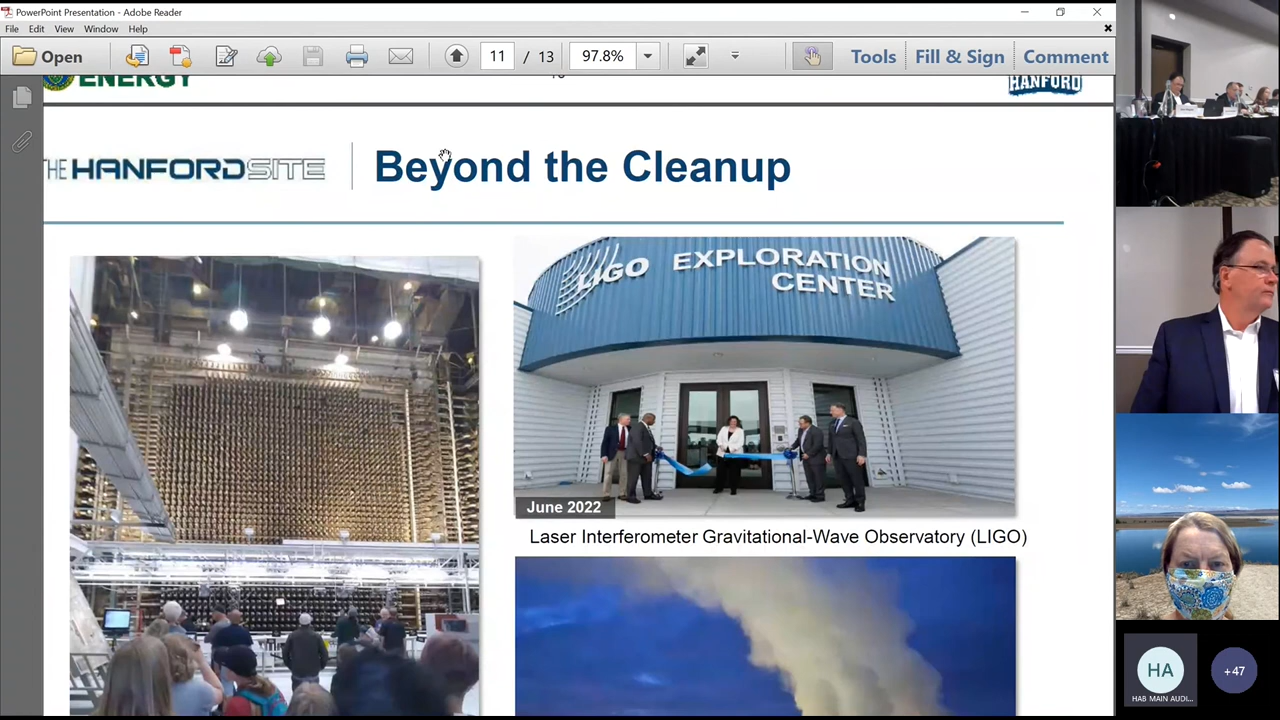 PowerPoint Presentation - Adobe Reader
File Edit View Window Help
Open 11 / 13 97.8% Tools Fill & Sign Comment
ENERGY HANFORD
THE HANFORDSITE Beyond the Cleanup
LIGO EXPLORATION
CENTER
June 2022
Laser Interferometer Gravitational-Wave Observatory (LIGO)
HA
HAB MAIN AUDI...
+47